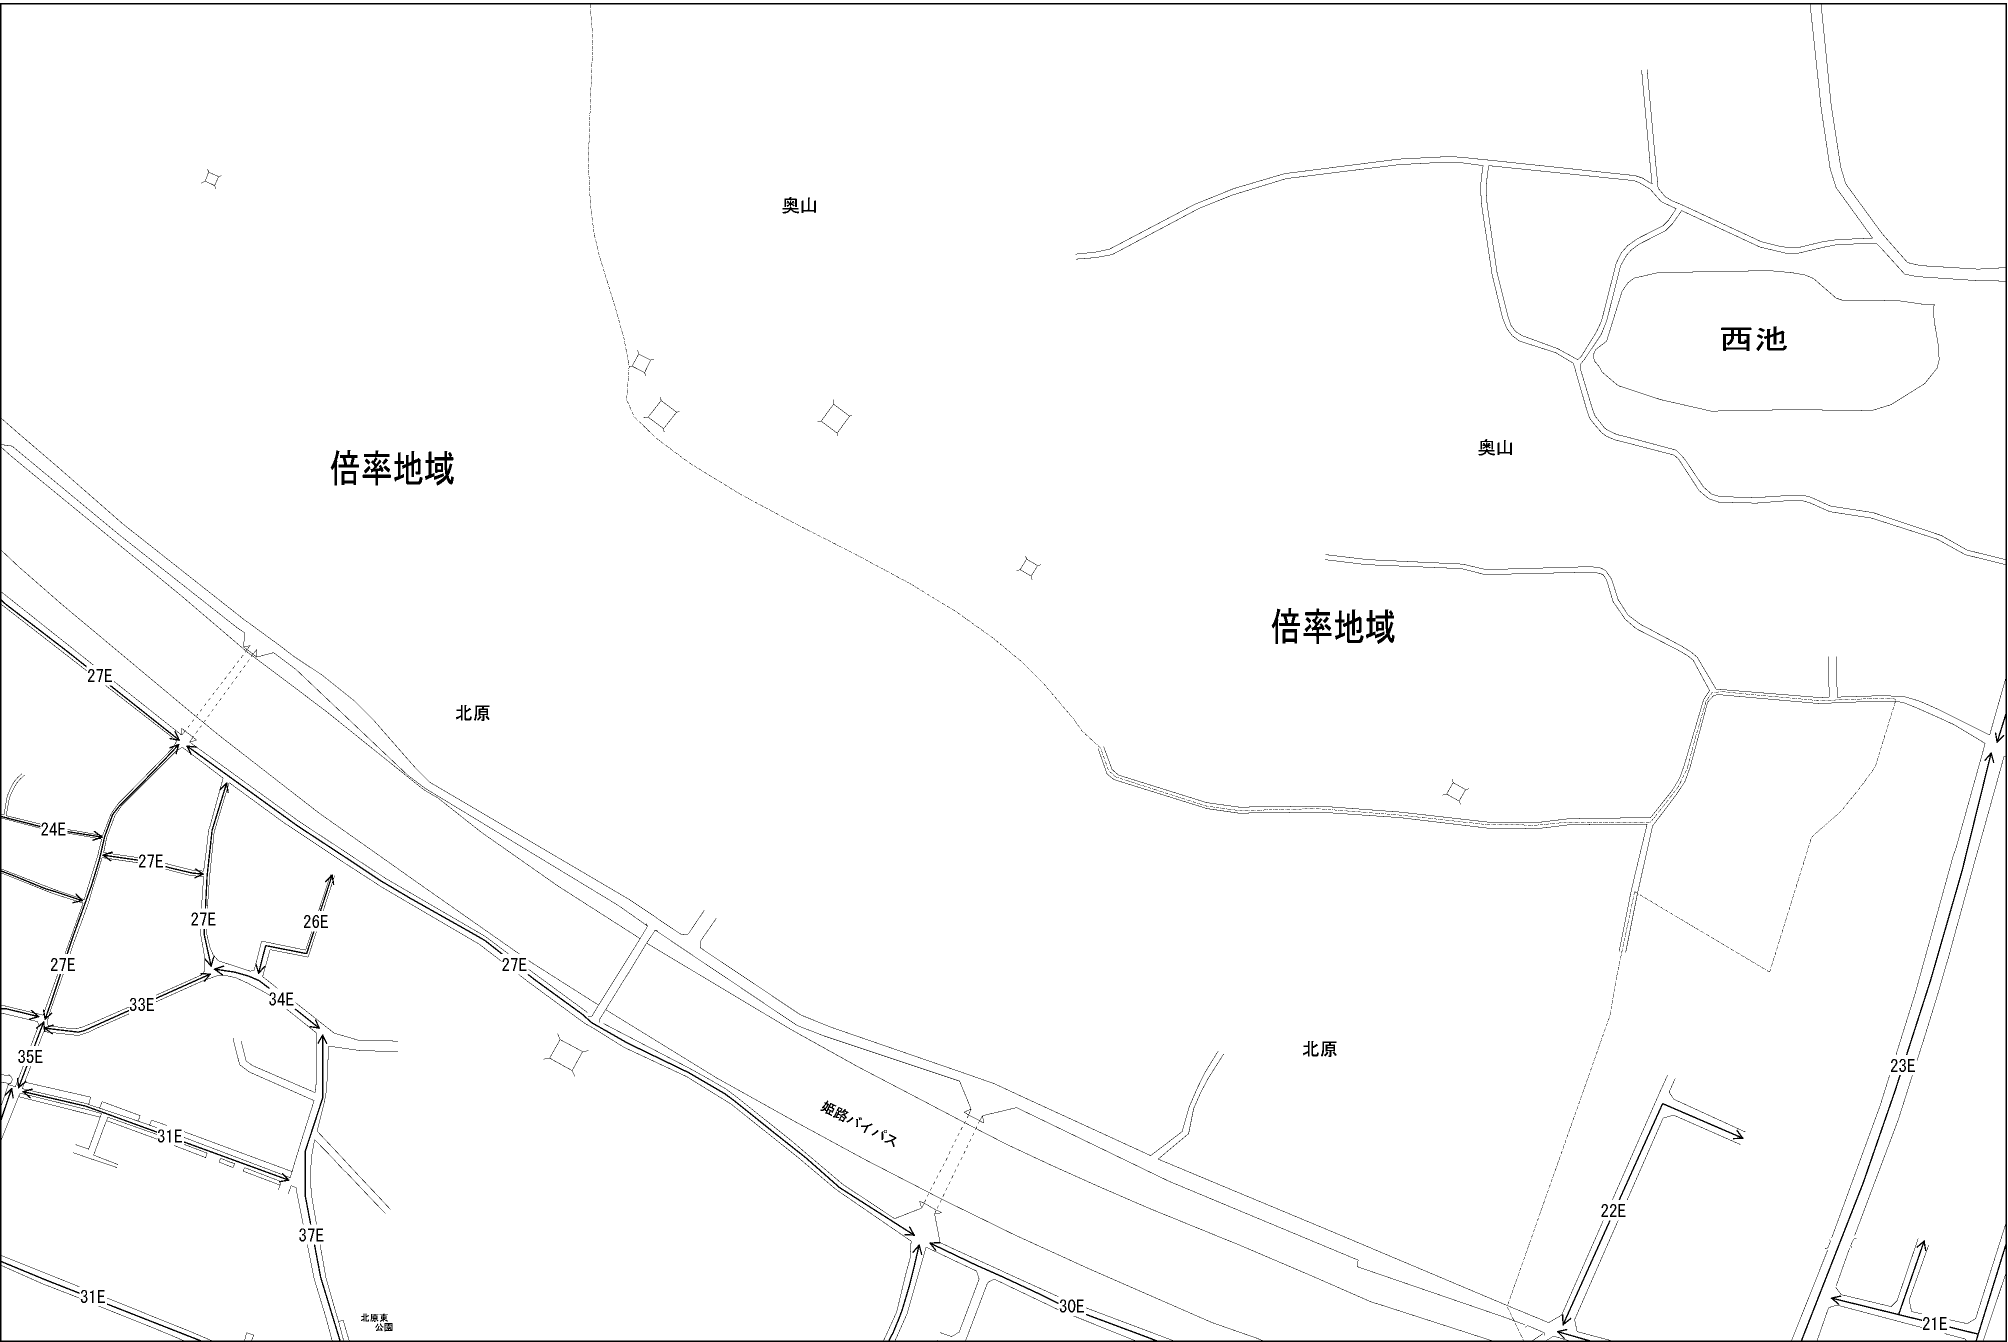 奥山
西池
奥山
倍率地域
倍率地域
27E
北原
24E
27E
27E
26E
27E
27E
33E
34E
35E
北原
23E
姫路バイパス
31E
22E
37E
31E
30E
北原東
公園
21E